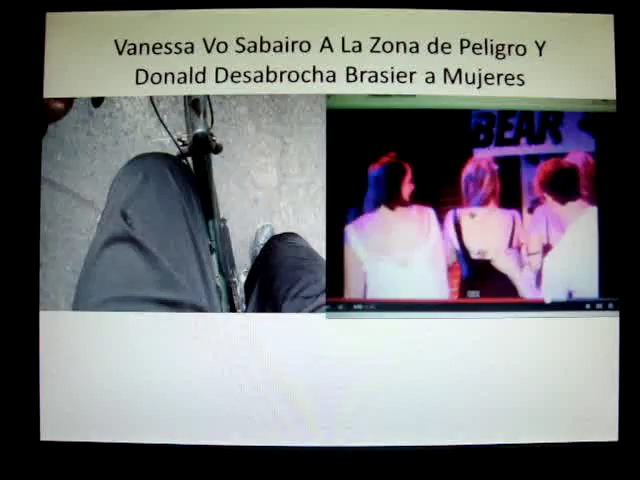 Vanessa Vo Sabairo A La Zona de Peligro Y
Donald Desabrocha Brasier a Mujeres
BEAR